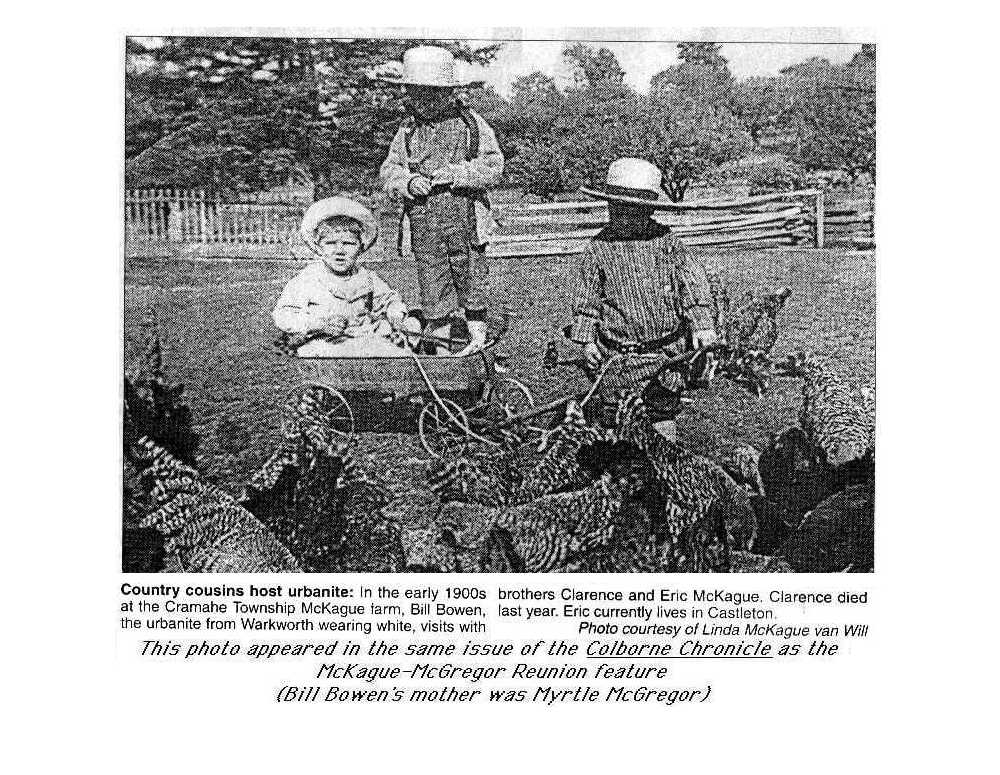 Country cousins host urbanite: In the early 1900s
at the Cramahe Township McKague farm, Bill Bowen,
the urbanite from Warkworth wearing white, visits with
brothers Clarence and Eric McKague. Clarence died
last year. Eric currently lives in Castleton.
Photo courtesy of Linda McKague van Will
This photo appeared in the same issue of the Colborne Chronicle as the
McKague-McGregor Reunion feature
(Bill Bowen's mother was Myrtle McGregor)